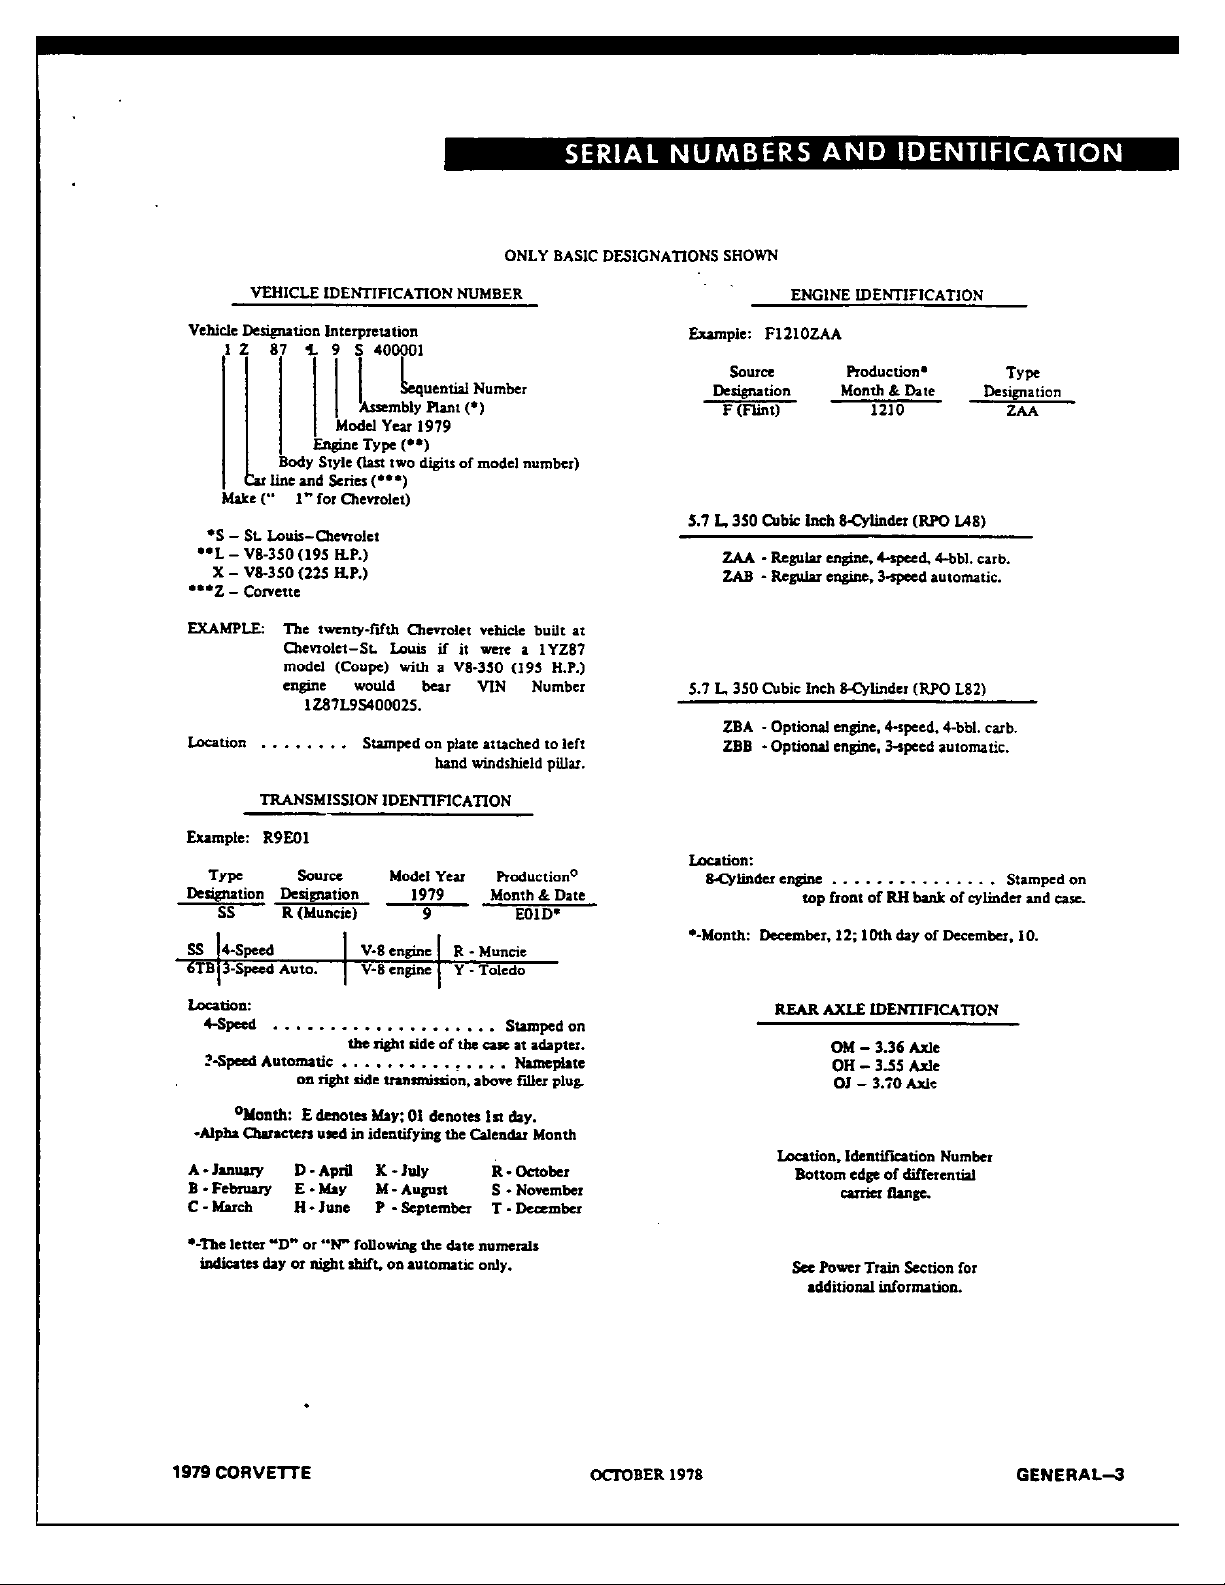 SERIAL NUMBERS AND IDENTIFICATION
ONLY BASIC DESIGNATIONS SHOWN
VEHICLE IDENTIFICATION NUMBER
Vehicle Designation Interpretation
1 Z 87 L 9 S 400001
Sequential Number
Assembly Plant (*)
Model Year 1979
Engine Type (**)
Body Style (last two digits of model number)
Car line and Series (***)
Make (" 1" for Chevrolet)
*S – St. Louis–Chevrolet
**L – V8-350 (195 H.P.)
X – V8-350 (225 H.P.)
***Z – Corvette
EXAMPLE: The twenty-fifth Chevrolet vehicle built at
Chevrolet–St. Louis if it were a 1YZ87
model (Coupe) with a V8-350 (195 H.P.)
engine would bear VIN Number
1Z87L9S400025.
Location . . . . . . . . Stamped on plate attached to left
hand windshield pillar.
TRANSMISSION IDENTIFICATION
Example: R9E01
Type Source Model Year Production°
Designation Designation 1979 Month & Date
SS R (Muncie) 9 E01D*
SS 4-Speed V-8 engine R - Muncie
6TB 3-Speed Auto. V-8 engine Y - Toledo
Location:
4-Speed . . . . . . . . . . . . . . . . . . . . Stamped on
the right side of the case at adapter.
3-Speed Automatic . . . . . . . . . . . . . . . Nameplate
on right side transmission, above filler plug.
°Month: E denotes May; 01 denotes 1st day.
-Alpha Characters used in identifying the Calendar Month
A - January D - April K - July R - October
B - February E - May M - August S - November
C - March H - June P - September T - December
*-The letter "D" or "N" following the date numerals
indicates day or night shift, on automatic only.
ENGINE IDENTIFICATION
Example: F1210ZAA
Source Production* Type
Designation Month & Date Designation
F (Flint) 1210 ZAA
5.7 L, 350 Cubic Inch 8-Cylinder (RPO L48)
ZAA - Regular engine, 4-speed, 4-bbl. carb.
ZAB - Regular engine, 3-speed automatic.
5.7 L, 350 Cubic Inch 8-Cylinder (RPO L82)
ZBA - Optional engine, 4-speed, 4-bbl. carb.
ZBB - Optional engine, 3-speed automatic.
Location:
8-Cylinder engine . . . . . . . . . . . . . . . Stamped on
top front of RH bank of cylinder and case.
*-Month: December, 12; 10th day of December, 10.
REAR AXLE IDENTIFICATION
OM – 3.36 Axle
OH – 3.55 Axle
OJ – 3.70 Axle
Location, Identification Number
Bottom edge of differential
carrier flange.
See Power Train Section for
additional information.
1979 CORVETTE OCTOBER 1978 GENERAL–3